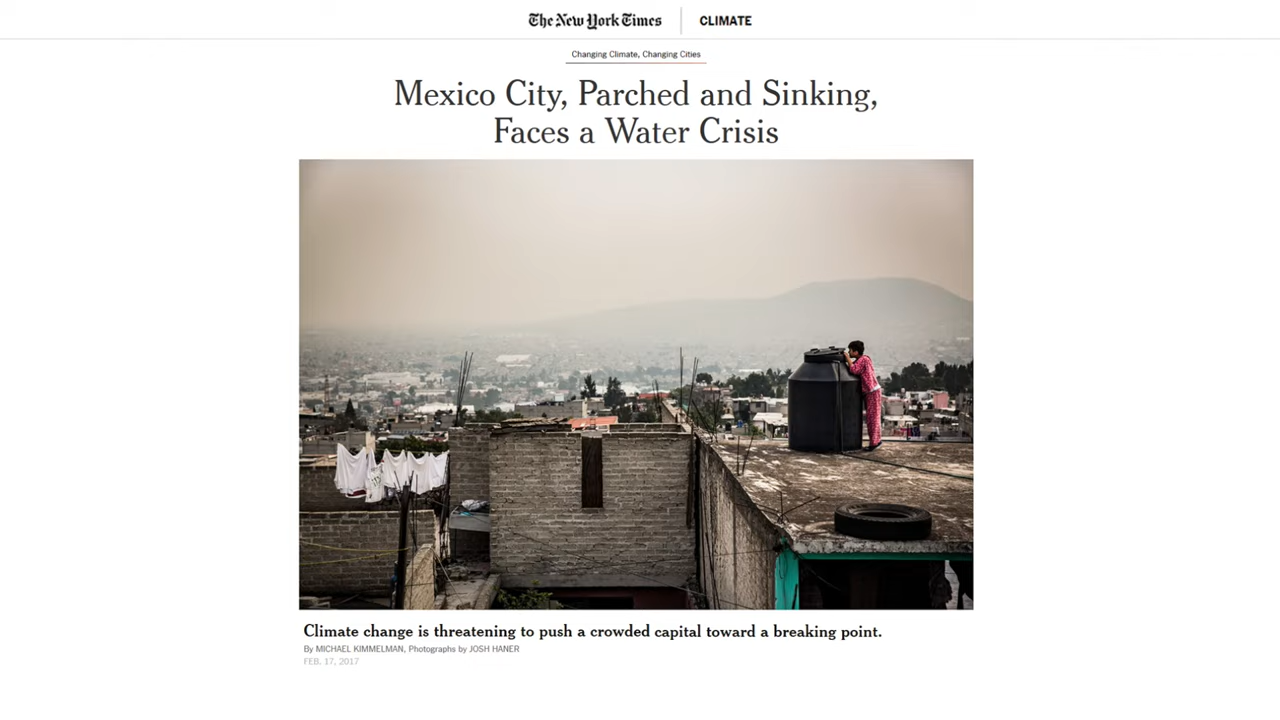 The New York Times
CLIMATE
Changing Climate, Changing Cities
Mexico City, Parched and Sinking,
Faces a Water Crisis
Climate change is threatening to push a crowded capital toward a breaking point.
By MICHAEL KIMMELMAN, Photographs by JOSH HANER
FEB. 17, 2017